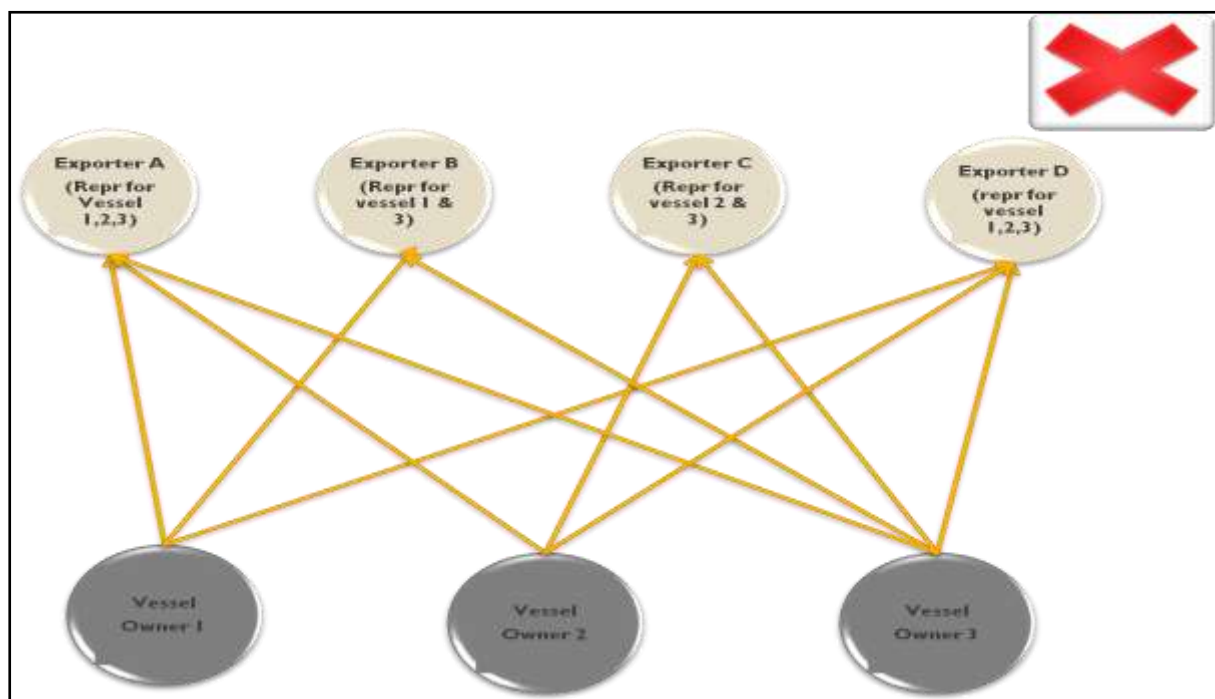 Exporter A
(Repr for
Vessel
1,2,3)
Exporter B
(Repr for
vessel 1 &
3)
Exporter C
(Repr for
vessel 2 &
3)
Exporter D
(repr for
vessel
1,2,3)
Vessel
Owner 1
Vessel
Owner 2
Vessel
Owner 3